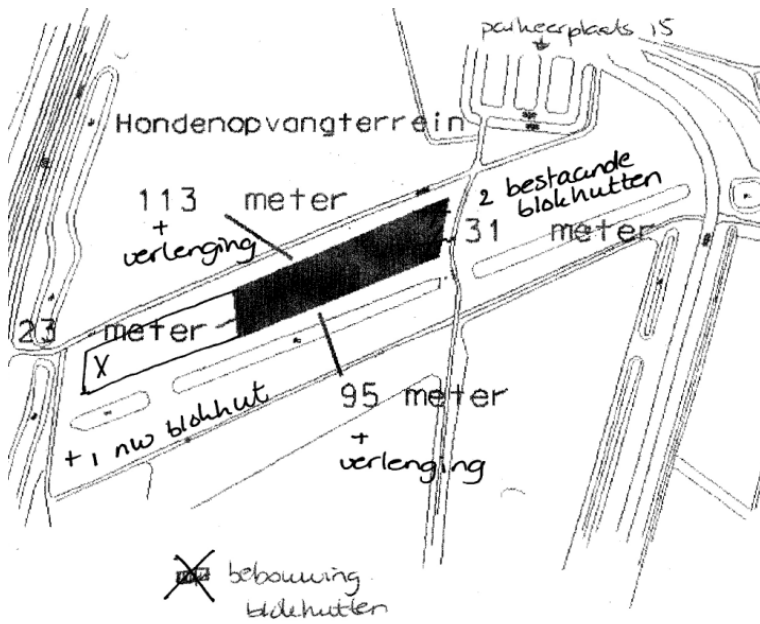 parkeerplaats 15
Hondenopvangterrein
2 bestaande
blokhutten
113 meter
+
verlenging
31 meter
23 meter
X
95 meter
+
verlenging
+ 1 nw blokhut
bebouwing
blokhutten